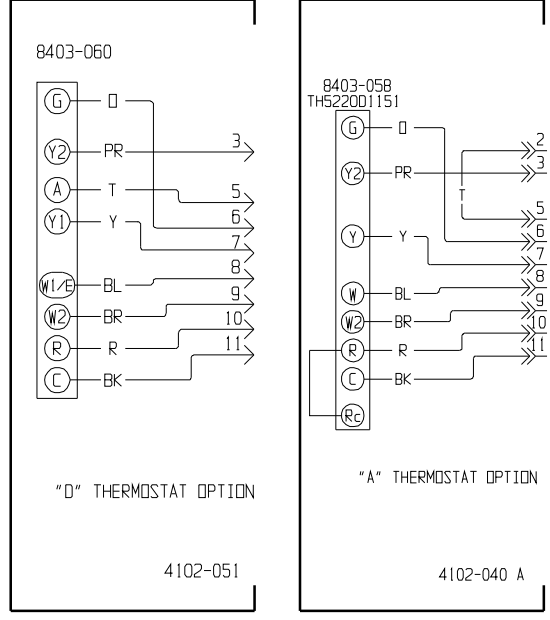 8403-060
G O
Y2 PR 3
A T 5
6
Y1 Y 7
W1/E BL 8
W2 BR 9
R R 10
C BK 11
"D" THERMOSTAT OPTION
4102-051
8403-058
TH5220D1151
G O 2
Y2 PR 3
T
5
6
Y Y 7
W BL 8
W2 BR 9
R R 10
C BK 11
Rc
"A" THERMOSTAT OPTION
4102-040 A